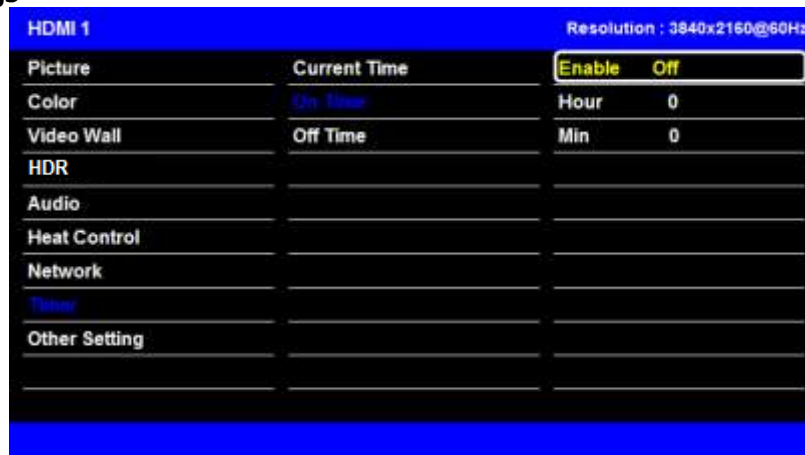 HDMI 1 Resolution : 3840x2160@60Hz
Picture Current Time Enable Off
Color On Time Hour 0
Video Wall Off Time Min 0
HDR
Audio
Heat Control
Network
Timer
Other Setting